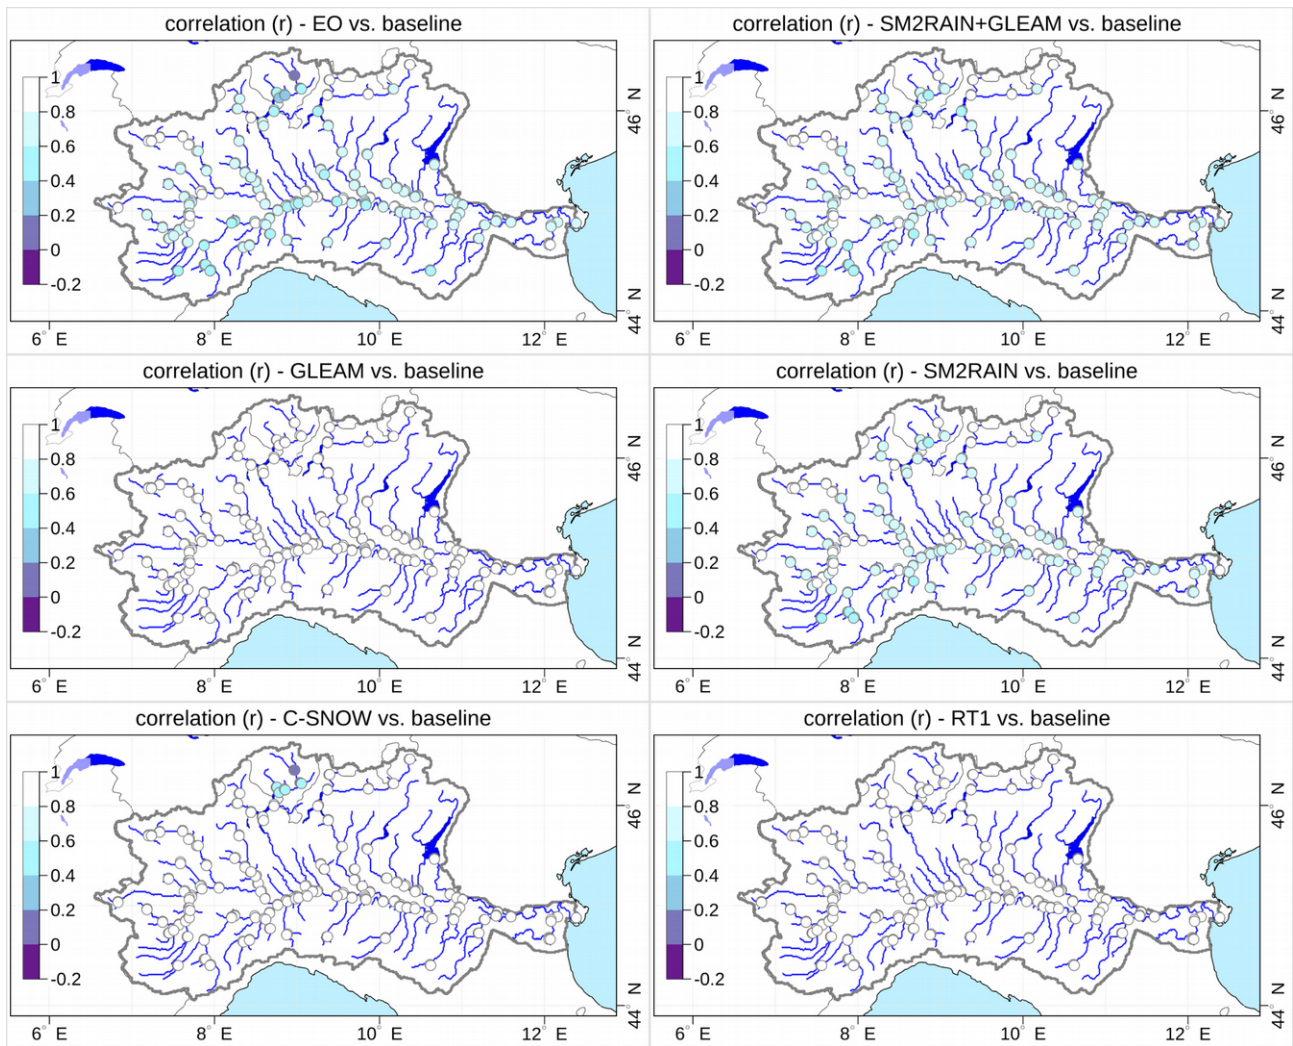 correlation (r) - EO vs. baseline
1
0.8
0.6
0.4
0.2
0
-0.2
46° N
44° N
6° E
8° E
10° E
12° E
correlation (r) - SM2RAIN+GLEAM vs. baseline
1
0.8
0.6
0.4
0.2
0
-0.2
46° N
44° N
6° E
8° E
10° E
12° E
correlation (r) - GLEAM vs. baseline
1
0.8
0.6
0.4
0.2
0
-0.2
46° N
44° N
6° E
8° E
10° E
12° E
correlation (r) - SM2RAIN vs. baseline
1
0.8
0.6
0.4
0.2
0
-0.2
46° N
44° N
6° E
8° E
10° E
12° E
correlation (r) - C-SNOW vs. baseline
1
0.8
0.6
0.4
0.2
0
-0.2
46° N
44° N
6° E
8° E
10° E
12° E
correlation (r) - RT1 vs. baseline
1
0.8
0.6
0.4
0.2
0
-0.2
46° N
44° N
6° E
8° E
10° E
12° E